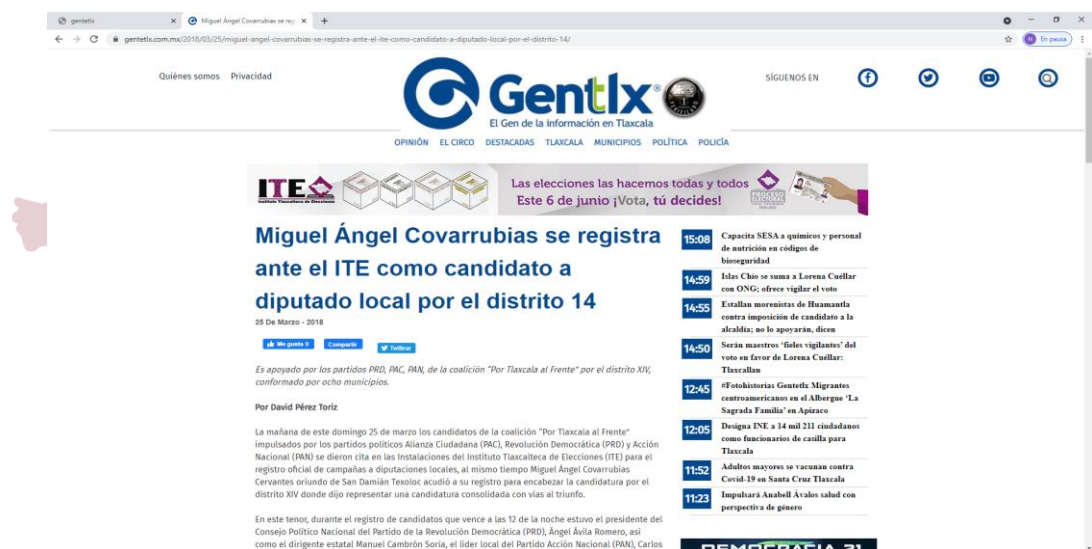 gentetlx
Miguel Ángel Covarrubias se reg
En pausa
gentetlx.com.mx/2018/03/25/miguel-angel-covarrubias-se-registra-ante-el-ite-como-candidato-a-diputado-local-por-el-distrito-14/
Quiènes somos Privacidad
Gentlx
El Gen de la información en Tlaxcala
SÍGUENOS EN
OPINIÓN EL CIRCO DESTACADAS TLAXCALA MUNICIPIOS POLÍTICA POLICÍA
ITE
Instituto Tlaxcalteca de Elecciones
Las elecciones las hacemos todas y todos
Este 6 de junio ¡Vota, tú decides!
Miguel Ángel Covarrubias se registra
ante el ITE como candidato a
diputado local por el distrito 14
25 De Marzo - 2018
Me gusta 0 Compartir Twittear
Es apoyado por los partidos PRD, PAC, PAN, de la coalición “Por Tlaxcala al Frente” por el distrito XIV,
conformado por ocho municipios.
Por David Pérez Toriz
La mañana de este domingo 25 de marzo los candidatos de la coalición “Por Tlaxcala al Frente”
impulsados por los partidos políticos Alianza Ciudadana (PAC), Revolución Democrática (PRD) y Acción
Nacional (PAN) se dieron cita en las Instalaciones del Instituto Tlaxcalteca de Elecciones (ITE) para el
registro oficial de campañas a diputaciones locales, al mismo tiempo Miguel Ángel Covarrubias
Cervantes oriundo de San Damián Texoloc acudió a su registro para encabezar la candidatura por el
distrito XIV donde dijo representar una candidatura consolidada con vías al triunfo.
En este tenor, durante el registro de candidatos que vence a las 12 de la noche estuvo el presidente del
Consejo Político Nacional del Partido de la Revolución Democrática (PRD), Ángel Ávila Romero, así
como el dirigente estatal Manuel Cambrón Soria, el líder local del Partido Acción Nacional (PAN), Carlos
15:08 Capacita SESA a químicos y personal
de nutrición en códigos de
bioseguridad
14:59 Islas Chío se suma a Lorena Cuéllar
con ONG; ofrece vigilar el voto
14:55 Estallan morenistas de Huamantla
contra imposición de candidato a la
alcaldía; no lo apoyarán, dicen
14:50 Serán maestros ‘fieles vigilantes’ del
voto en favor de Lorena Cuéllar:
Tlaxcallan
12:45 #Fotohistorias Gentetlx Migrantes
centroamericanos en el Albergue ‘La
Sagrada Familia’ en Apizaco
12:05 Designa INE a 14 mil 211 ciudadanos
como funcionarios de casilla para
Tlaxcala
11:52 Adultos mayores se vacunan contra
Covid-19 en Santa Cruz Tlaxcala
11:23 Impulsará Anabell Ávalos salud con
perspectiva de género
DEMOCRACIA 21